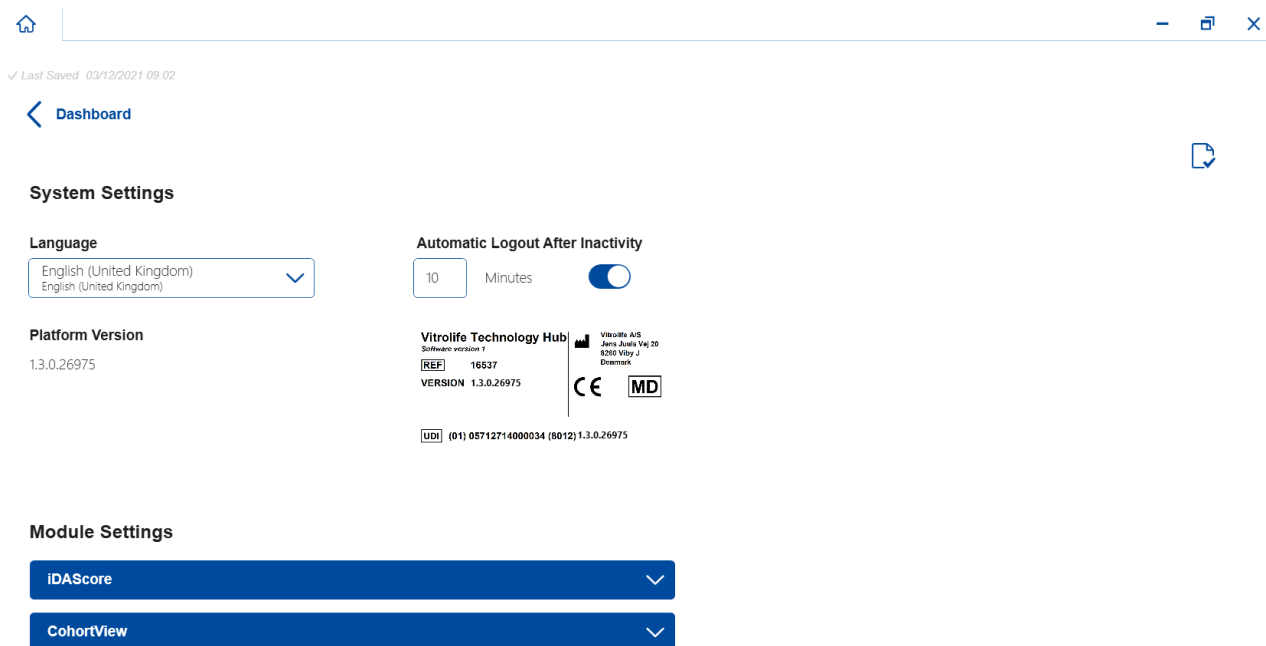 Last Saved 03/12/2021 09:02
Dashboard
System Settings
Language
English (United Kingdom)
English (United Kingdom)
Automatic Logout After Inactivity
10 Minutes
Platform Version
1.3.0.26975
Vitrolife Technology Hub
Software version 1
REF 16537
VERSION 1.3.0.26975
Vitrolife A/S
Jens Juuls Vej 20
8260 Viby J
Denmark
CE MD
UDI (01) 05712714000034 (8012)1.3.0.26975
Module Settings
iDAScore
CohortView